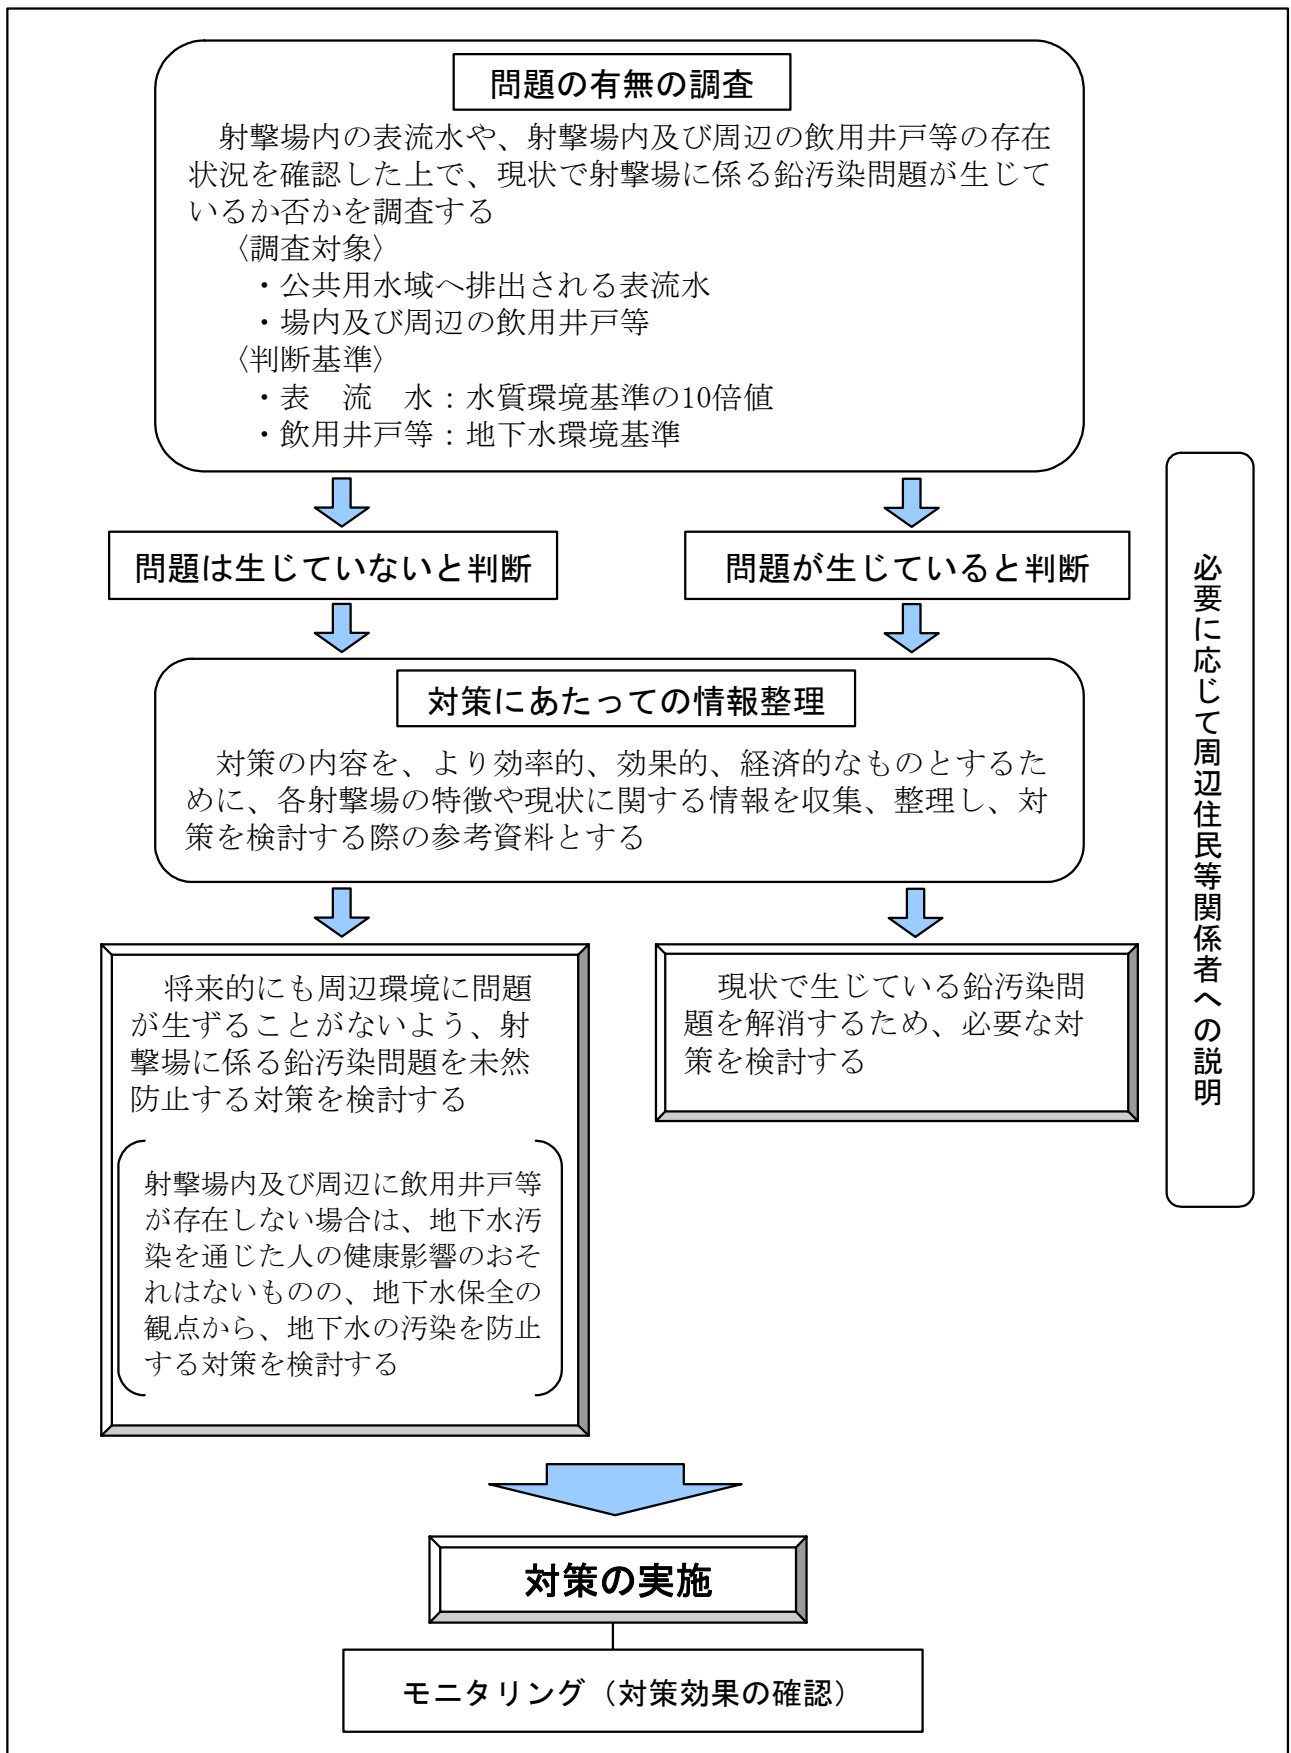 問題の有無の調査
射撃場内の表流水や、射撃場内及び周辺の飲用井戸等の存在
状況を確認した上で、現状で射撃場に係る鉛汚染問題が生じて
いるか否かを調査する
〈調査対象〉
・公共用水域へ排出される表流水
・場内及び周辺の飲用井戸等
〈判断基準〉
・表　流　水：水質環境基準の10倍値
・飲用井戸等：地下水環境基準
問題は生じていないと判断
問題が生じていると判断
対策にあたっての情報整理
対策の内容を、より効率的、効果的、経済的なものとするた
めに、各射撃場の特徴や現状に関する情報を収集、整理し、対
策を検討する際の参考資料とする
将来的にも周辺環境に問題
が生ずることがないよう、射
撃場に係る鉛汚染問題を未然
防止する対策を検討する
射撃場内及び周辺に飲用井戸等
が存在しない場合は、地下水汚
染を通じた人の健康影響のおそ
れはないものの、地下水保全の
観点から、地下水の汚染を防止
する対策を検討する
現状で生じている鉛汚染問
題を解消するため、必要な対
策を検討する
必要に応じて周辺住民等関係者への説明
対策の実施
モニタリング（対策効果の確認）